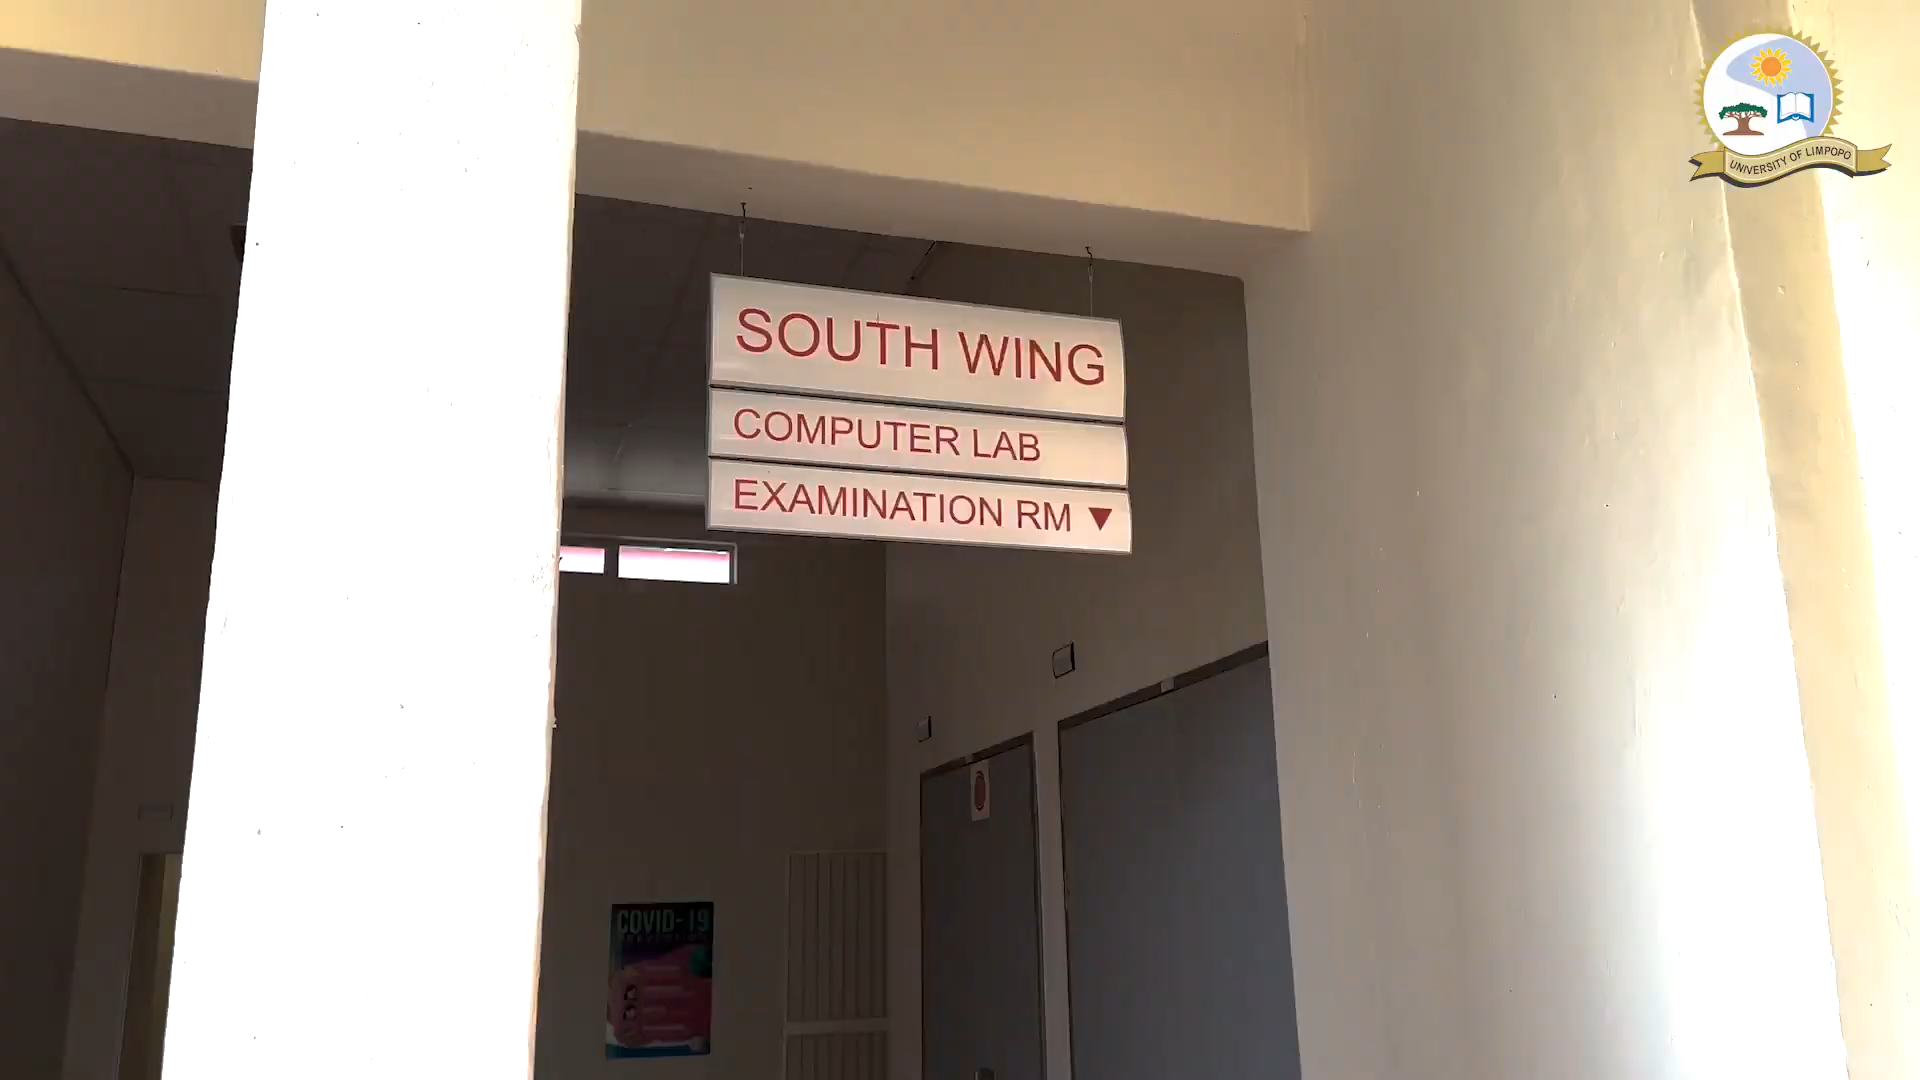 UNIVERSITY OF LIMPOPO
SOUTH WING
COMPUTER LAB
EXAMINATION RM ▼
COVID-19